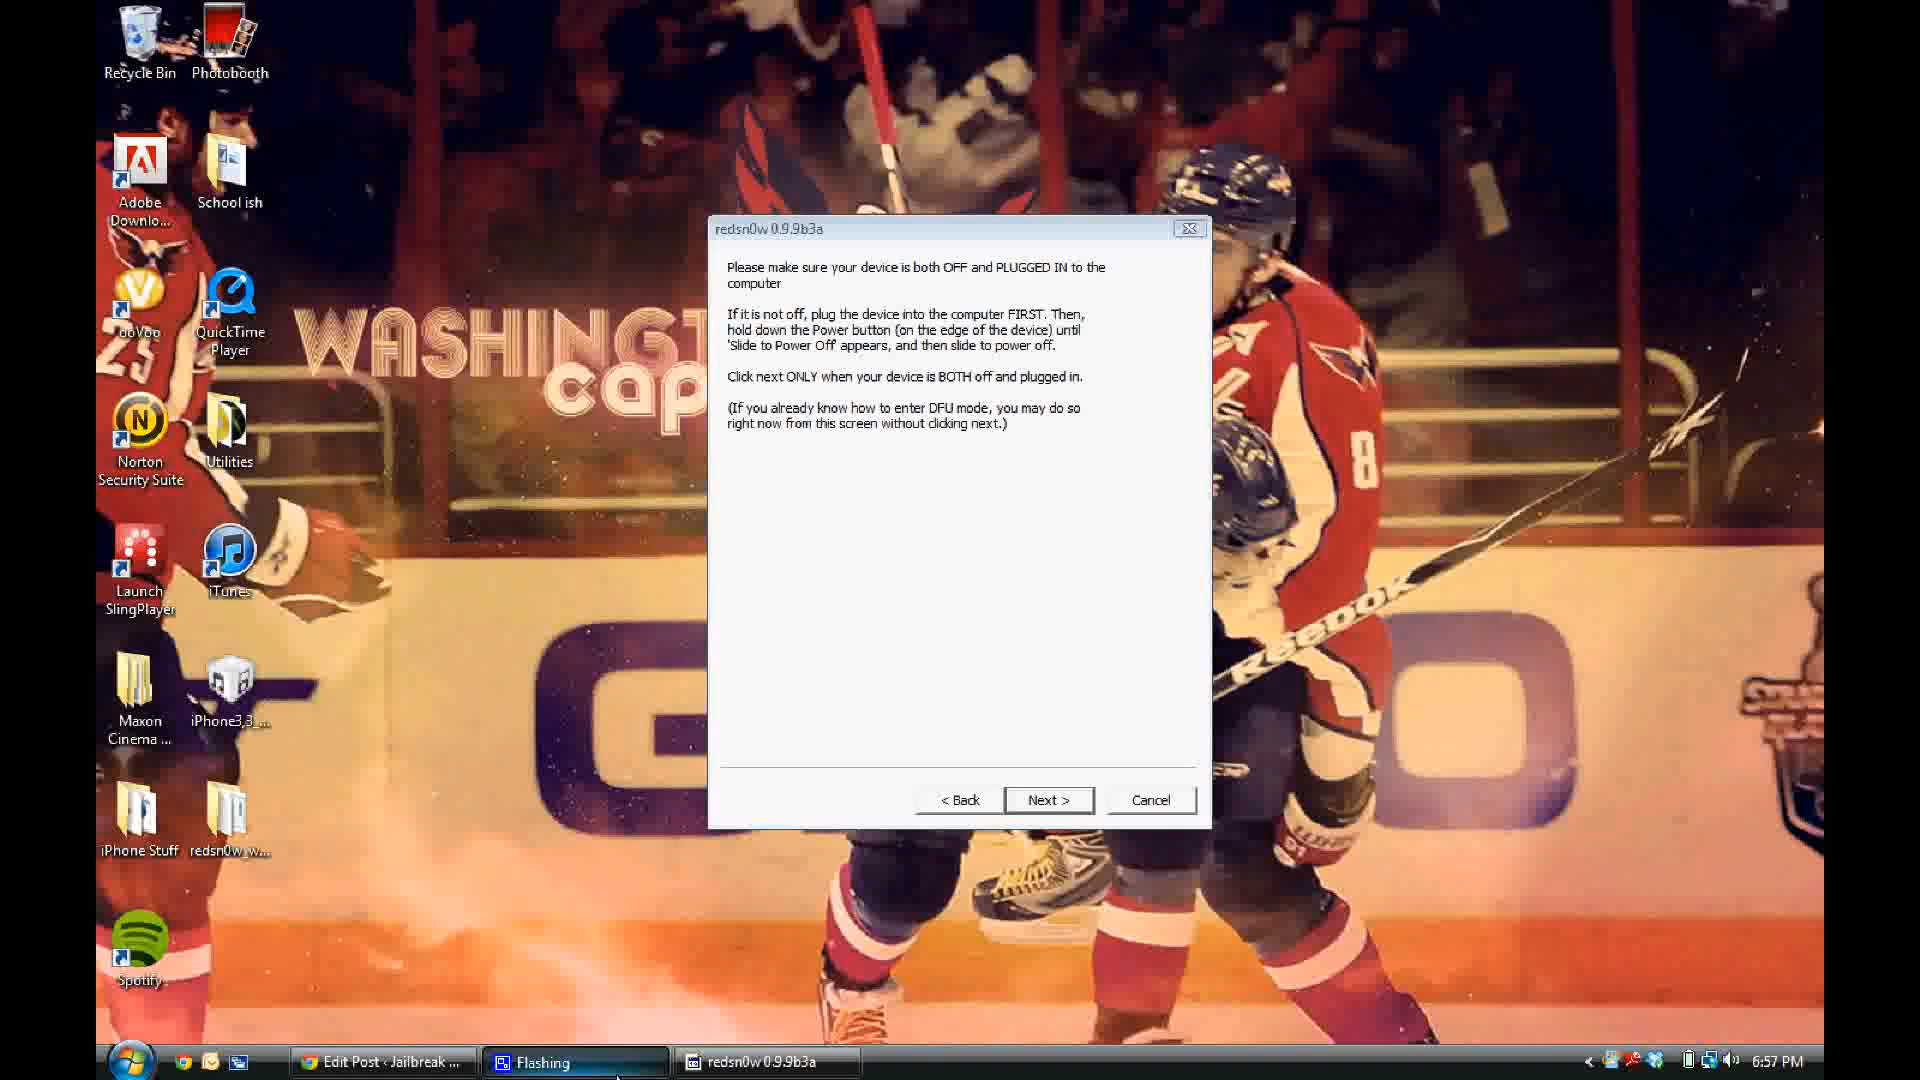 Recycle Bin
Photobooth
Adobe
Downlo...
School ish
ooVoo
QuickTime
Player
Norton
Security Suite
Utilities
Launch
SlingPlayer
iTunes
Maxon
Cinema ...
iPhone3,3_...
iPhone Stuff
redsn0w_w...
Spotify
WASHINGT
cap
25
8
REEBOK
redsn0w 0.9.9b3a
Please make sure your device is both OFF and PLUGGED IN to the
computer
If it is not off, plug the device into the computer FIRST. Then,
hold down the Power button (on the edge of the device) until
'Slide to Power Off' appears, and then slide to power off.
Click next ONLY when your device is BOTH off and plugged in.
(If you already know how to enter DFU mode, you may do so
right now from this screen without clicking next.)
< Back
Next >
Cancel
Edit Post ‹ Jailbreak ...
Flashing
redsn0w 0.9.9b3a
6:57 PM